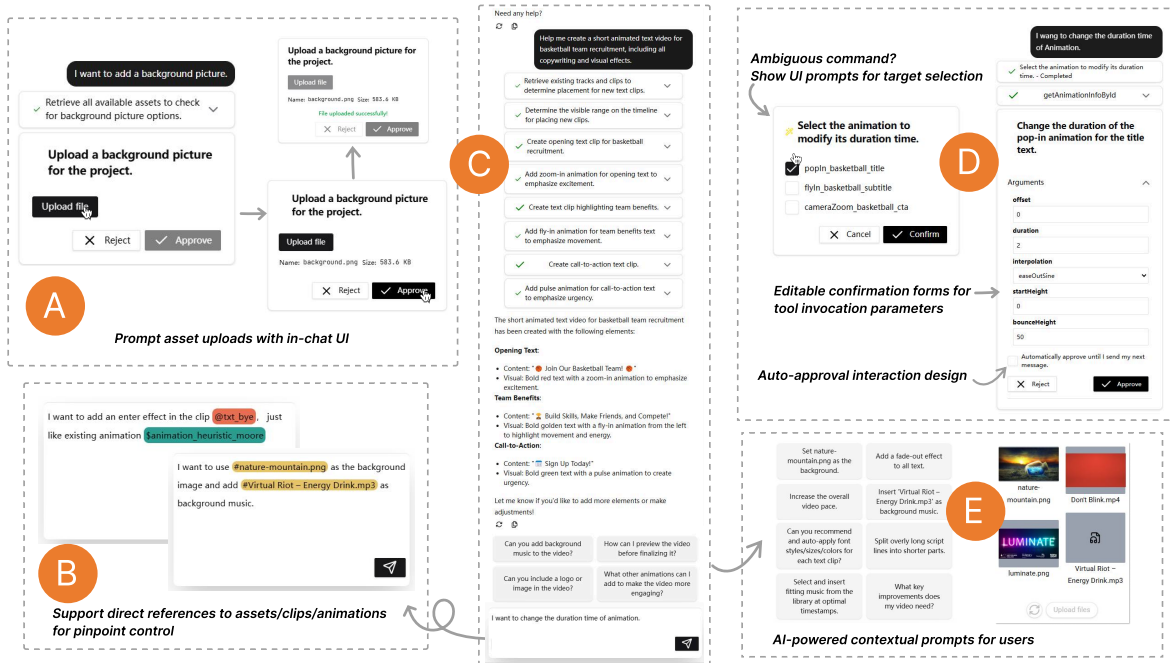 I want to add a background picture.
Retrieve all available assets to check
for background picture options.
Upload a background picture
for the project.
Upload file
Reject
Approve
A
Upload a background picture for
the project.
Upload file
Name: background.png Size: 583.6 KB
File uploaded successfully!
Reject
Approve
Upload a background picture
for the project.
Upload file
Name: background.png Size: 583.6 KB
Reject
Approve
Prompt asset uploads with in-chat UI
I want to add an enter effect in the clip @txt_bye , just
like existing animation $animation_heuristic_moore
I want to use #nature-mountain.png as the background
image and add #Virtual Riot – Energy Drink.mp3 as
background music.
B
Support direct references to assets/clips/animations
for pinpoint control
Need any help?
Help me create a short animated text video for
basketball team recruitment, including all
copywriting and visual effects.
C
Retrieve existing tracks and clips to
determine placement for new text clips.
Determine the visible range on the timeline
for placing new clips.
Create opening text clip for basketball
recruitment.
Add zoom-in animation for opening text to
emphasize excitement.
Create text clip highlighting team benefits.
Add fly-in animation for team benefits text
to emphasize movement.
Create call-to-action text clip.
Add pulse animation for call-to-action text
to emphasize urgency.
The short animated text video for basketball team recruitment
has been created with the following elements:
Opening Text:
• Content: "🏀 Join Our Basketball Team! 🏀"
• Visual: Bold red text with a zoom-in animation to emphasize
excitement.
Team Benefits:
• Content: "🏆 Build Skills, Make Friends, and Compete!"
• Visual: Bold golden text with a fly-in animation from the left
to highlight movement and energy.
Call-to-Action:
• Content: "📅 Sign Up Today!"
• Visual: Bold green text with a pulse animation to create
urgency.
Let me know if you'd like to add more elements or make
adjustments!
Can you add background
music to the video?
How can I preview the video
before finalizing it?
Can you include a logo or
image in the video?
What other animations can I
add to make the video more
engaging?
I want to change the duration time of animation.
Ambiguous command?
Show UI prompts for target selection
Select the animation to
modify its duration time.
popIn_basketball_title
flyIn_basketball_subtitle
cameraZoom_basketball_cta
Cancel
Confirm
D
Editable confirmation forms for
tool invocation parameters
Auto-approval interaction design
I wang to change the duration time
of Animation.
Select the animation to modify its duration
time. - Completed
getAnimationInfoById
Change the duration of the
pop-in animation for the title
text.
Arguments
offset
0
duration
2
interpolation
easeOutSine
startHeight
0
bounceHeight
50
Automatically approve until I send my next
message.
Reject
Approve
Set nature-
mountain.png as the
background.
Add a fade-out effect
to all text.
Increase the overall
video pace.
Insert 'Virtual Riot –
Energy Drink.mp3' as
background music.
Can you recommend
and auto-apply font
styles/sizes/colors for
each text clip?
Split overly long script
lines into shorter parts.
Select and insert
fitting music from the
library at optimal
timestamps.
What key
improvements does
my video need?
E
nature-
mountain.png
Don't Blink.mp4
LUMINATE
luminate.png
Virtual Riot –
Energy Drink.mp3
Upload files
AI-powered contextual prompts for users